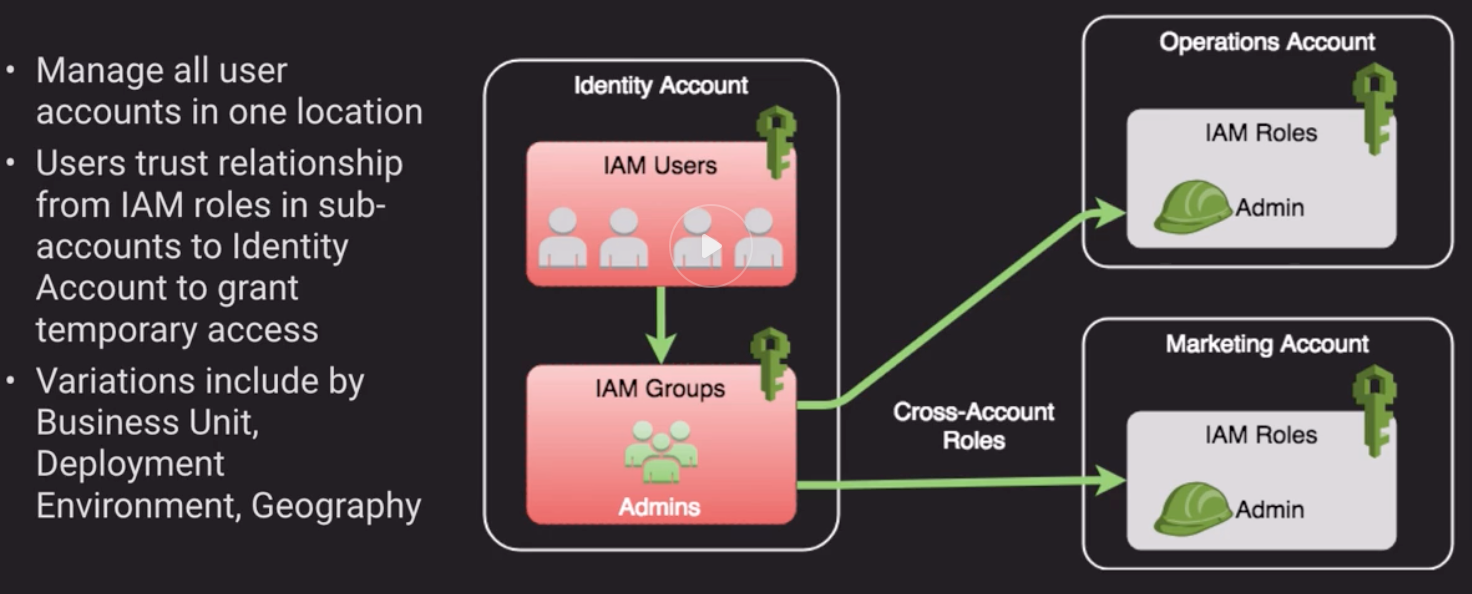 • Manage all user
accounts in one location
• Users trust relationship
from IAM roles in sub-
accounts to Identity
Account to grant
temporary access
• Variations include by
Business Unit,
Deployment
Environment, Geography
Identity Account
IAM Users
IAM Groups
Admins
Cross-Account
Roles
Operations Account
IAM Roles
Admin
Marketing Account
IAM Roles
Admin